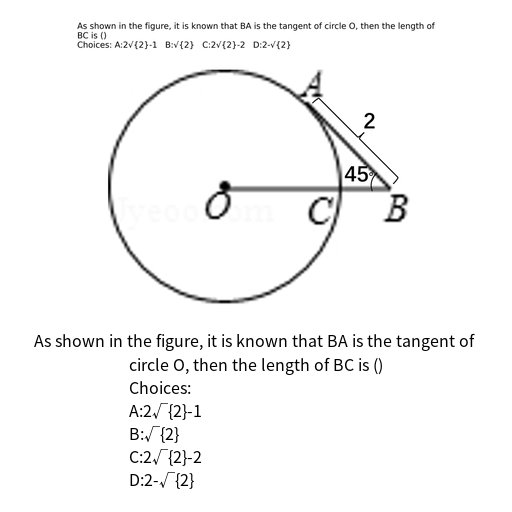 As shown in the figure, it is known that BA is the tangent of circle O, then the length of
BC is ()
Choices: A:2√{2}-1 B:√{2} C:2√{2}-2 D:2-√{2}
A
2
45°
O
C
B
As shown in the figure, it is known that BA is the tangent of
circle O, then the length of BC is ()
Choices:
A:2√{2}-1
B:√{2}
C:2√{2}-2
D:2-√{2}